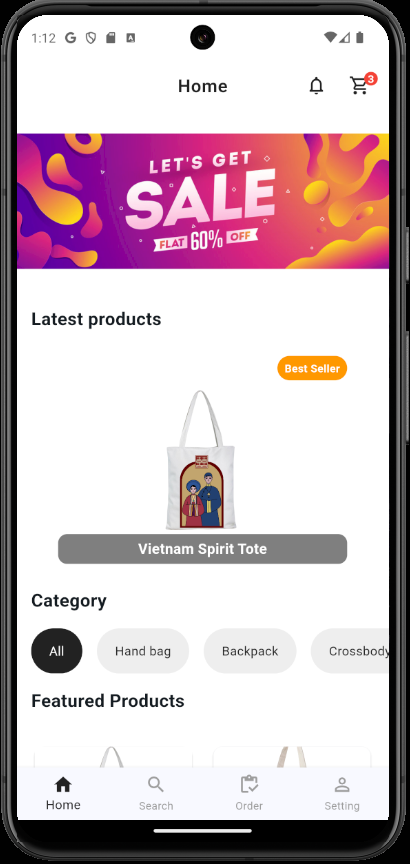 1:12
Home
3
LET'S GET
SALE
FLAT 60% OFF
Latest products
Best Seller
Vietnam Spirit Tote
Category
All Hand bag Backpack Crossbody
Featured Products
Home Search Order Setting